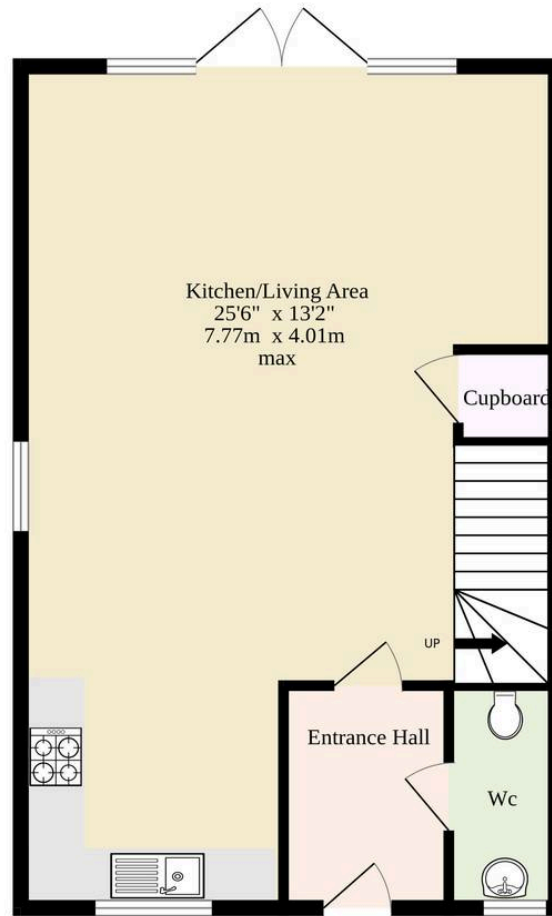 Kitchen/Living Area
25'6" x 13'2"
7.77m x 4.01m
max
Cupboard
UP
Entrance Hall
Wc